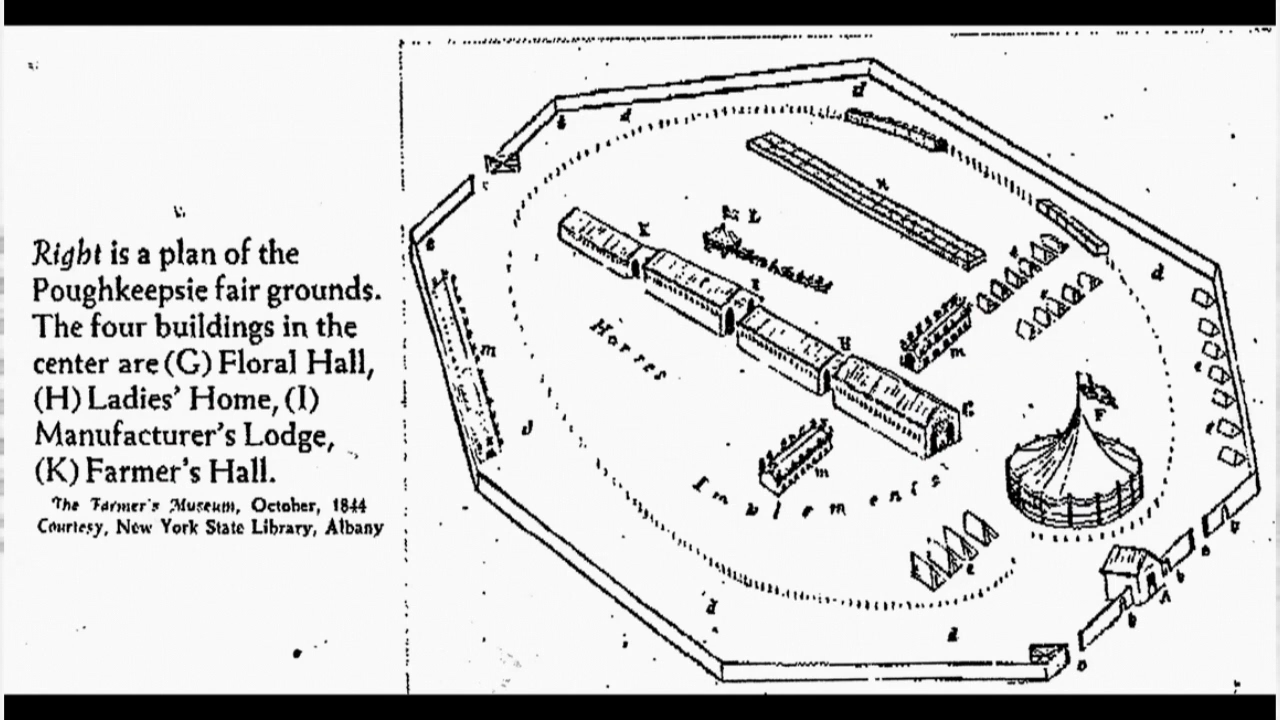 Right is a plan of the
Poughkeepsie fair grounds.
The four buildings in the
center are (G) Floral Hall,
(H) Ladies' Home, (I)
Manufacturer's Lodge,
(K) Farmer's Hall.
The Farmer's Museum, October, 1844
Courtesy, New York State Library, Albany
d
d
c
K
L
I
Horses
H
G
m
F
d
m
d
m
Implements
e
e
d
d
b
A
b